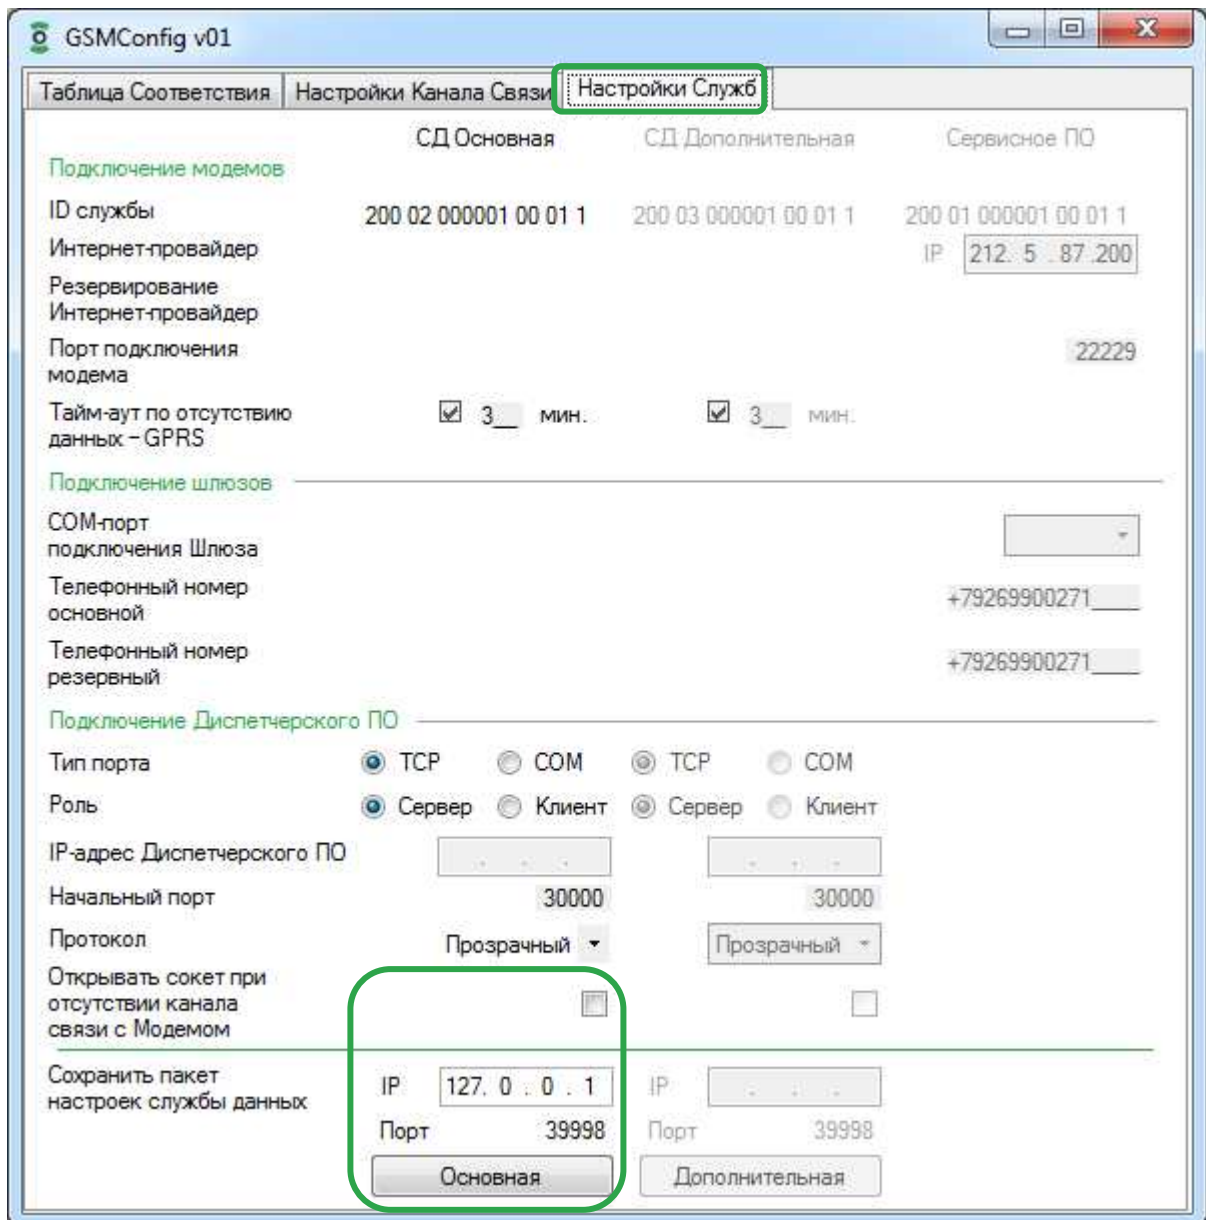 GSMConfig v01
Таблица Соответствия Настройки Канала Связи Настройки Служб
СД Основная СД Дополнительная Сервисное ПО
Подключение модемов
ID службы 200 02 000001 00 01 1 200 03 000001 00 01 1 200 01 000001 00 01 1
Интернет-провайдер IP 212. 5 . 87 .200
Резервирование
Интернет-провайдер
Порт подключения 22229
модема
Тайм-аут по отсутствию 3__ мин. 3__ мин.
данных – GPRS
Подключение шлюзов
COM-порт
подключения Шлюза
Телефонный номер
основной +79269900271____
Телефонный номер
резервный +79269900271____
Подключение Диспетчерского ПО
Тип порта TCP COM TCP COM
Роль Сервер Клиент Сервер Клиент
IP-адрес Диспетчерского ПО . . . . . .
Начальный порт 30000 30000
Протокол Прозрачный Прозрачный
Открывать сокет при
отсутствии канала
связи с Модемом
Сохранить пакет IP 127. 0 . 0 . 1 IP . . .
настроек службы данных
Порт 39998 Порт 39998
Основная Дополнительная